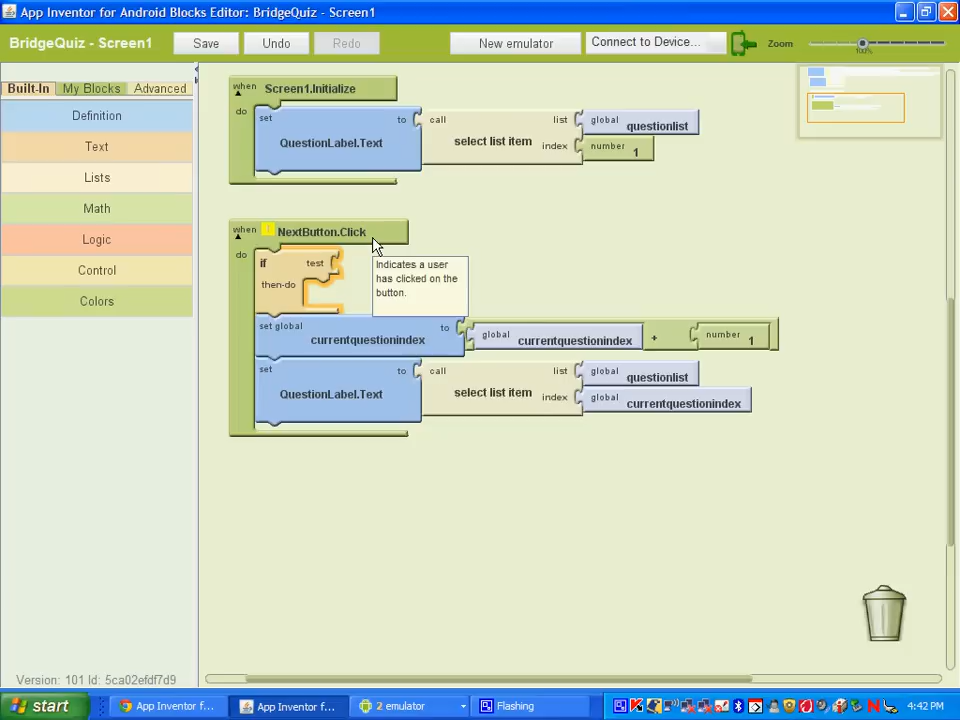 App Inventor for Android Blocks Editor: BridgeQuiz - Screen1
BridgeQuiz - Screen1
Save
Undo
Redo
New emulator
Connect to Device...
Zoom
100%
Built-In
My Blocks
Advanced
Definition
Text
Lists
Math
Logic
Control
Colors
when Screen1.Initialize
do
set QuestionLabel.Text to
call select list item list
index
global questionlist
number 1
when NextButton.Click
do
if test
then-do
Indicates a user
has clicked on the
button.
set global currentquestionindex to
global currentquestionindex
+
number 1
set QuestionLabel.Text to
call select list item list
index
global questionlist
global currentquestionindex
Version: 101 Id: 5ca02efdf7d9
start
App Inventor f...
App Inventor f...
2 emulator
Flashing
4:42 PM